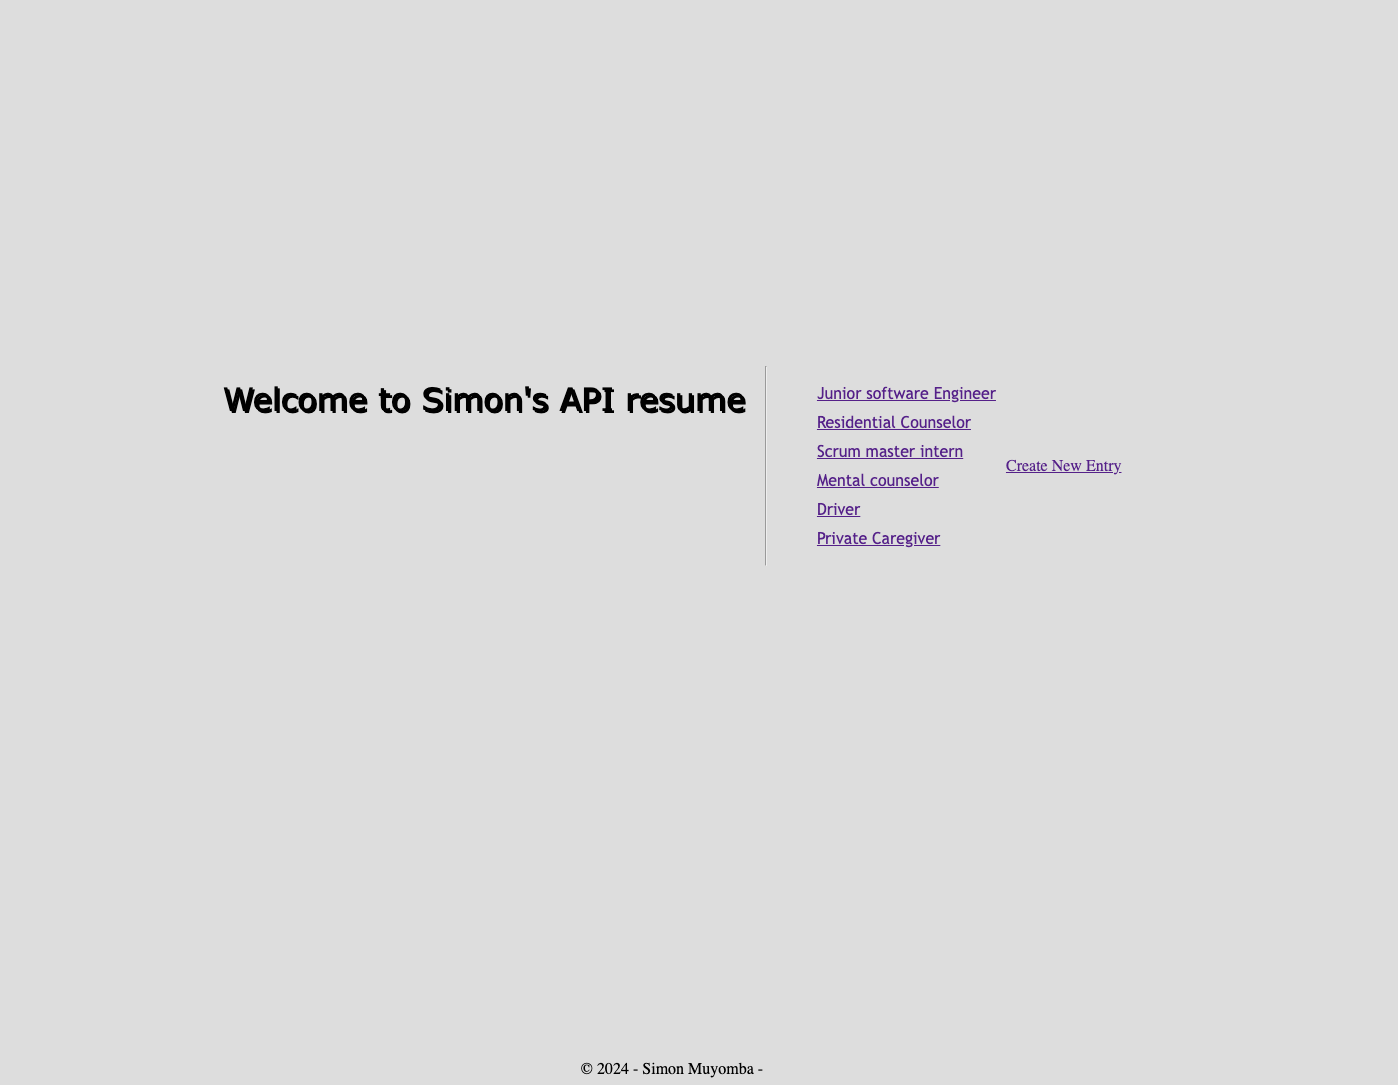 Welcome to Simon's API resume
Junior software Engineer
Residential Counselor
Scrum master intern
Mental counselor
Driver
Private Caregiver
Create New Entry
© 2024 - Simon Muyomba -